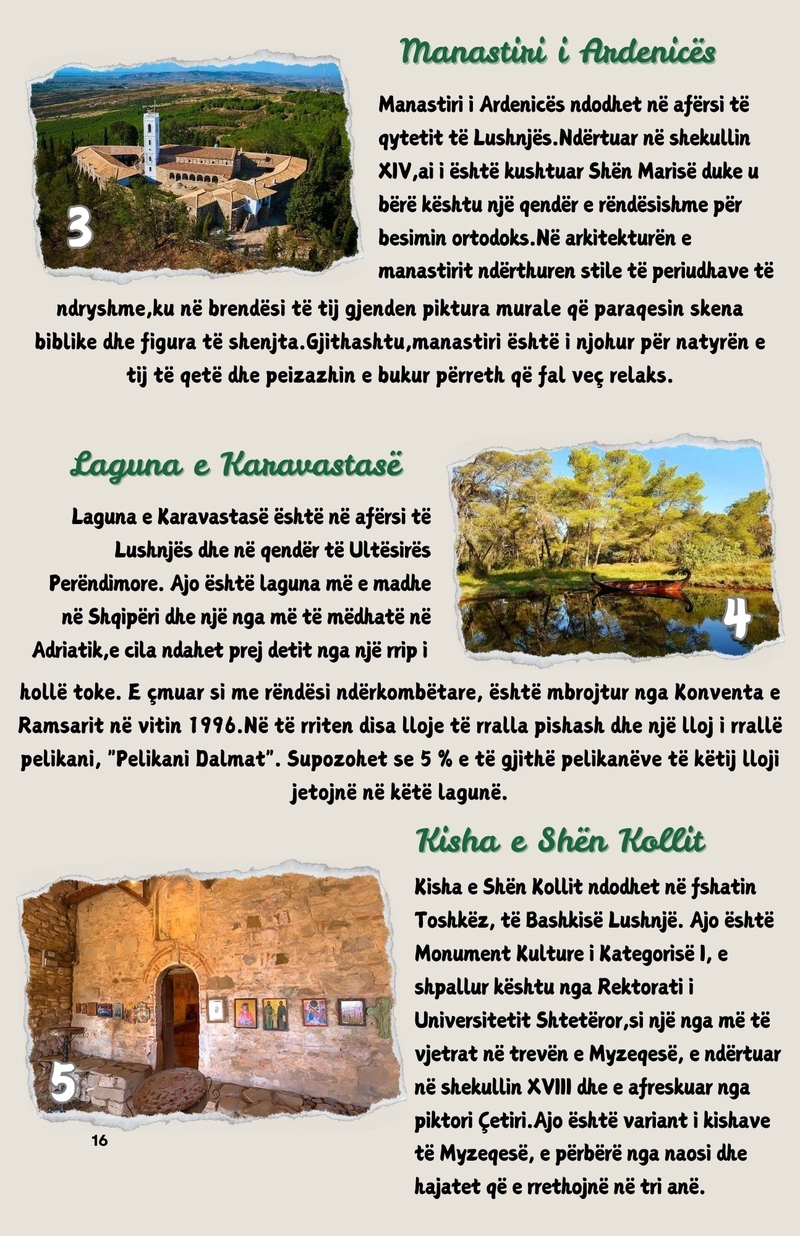 Manastiri i Ardenicës
Manastiri i Ardenicës ndodhet në afërsi të
qytetit të Lushnjës.Ndërtuar në shekullin
XIV,ai i është kushtuar Shën Marisë duke u
bërë kështu një qendër e rëndësishme për
besimin ortodoks.Në arkitekturën e
manastirit ndërthuren stile të periudhave të
ndryshme,ku në brendësi të tij gjenden piktura murale që paraqesin skena
biblike dhe figura të shenjta.Gjithashtu,manastiri është i njohur për natyrën e
tij të qetë dhe peizazhin e bukur përreth që fal veç relaks.
3
Laguna e Karavastasë
Laguna e Karavastasë është në afërsi të
Lushnjës dhe në qendër të Ultësirës
Perëndimore. Ajo është laguna më e madhe
në Shqipëri dhe një nga më të mëdhatë në
Adriatik,e cila ndahet prej detit nga një rrip i
hollë toke. E çmuar si me rëndësi ndërkombëtare, është mbrojtur nga Konventa e
Ramsarit në vitin 1996.Në të rriten disa lloje të rralla pishash dhe një lloj i rrallë
pelikani, "Pelikani Dalmat". Supozohet se 5 % e të gjithë pelikanëve të këtij lloji
jetojnë në këtë lagunë.
4
Kisha e Shën Kollit
Kisha e Shën Kollit ndodhet në fshatin
Toshkëz, të Bashkisë Lushnjë. Ajo është
Monument Kulture i Kategorisë I, e
shpallur kështu nga Rektorati i
Universitetit Shtetëror,si një nga më të
vjetrat në trevën e Myzeqesë, e ndërtuar
në shekullin XVIII dhe e afreskuar nga
piktori Çetiri.Ajo është variant i kishave
të Myzeqesë, e përbërë nga naosi dhe
hajatet që e rrethojnë në tri anë.
5
16